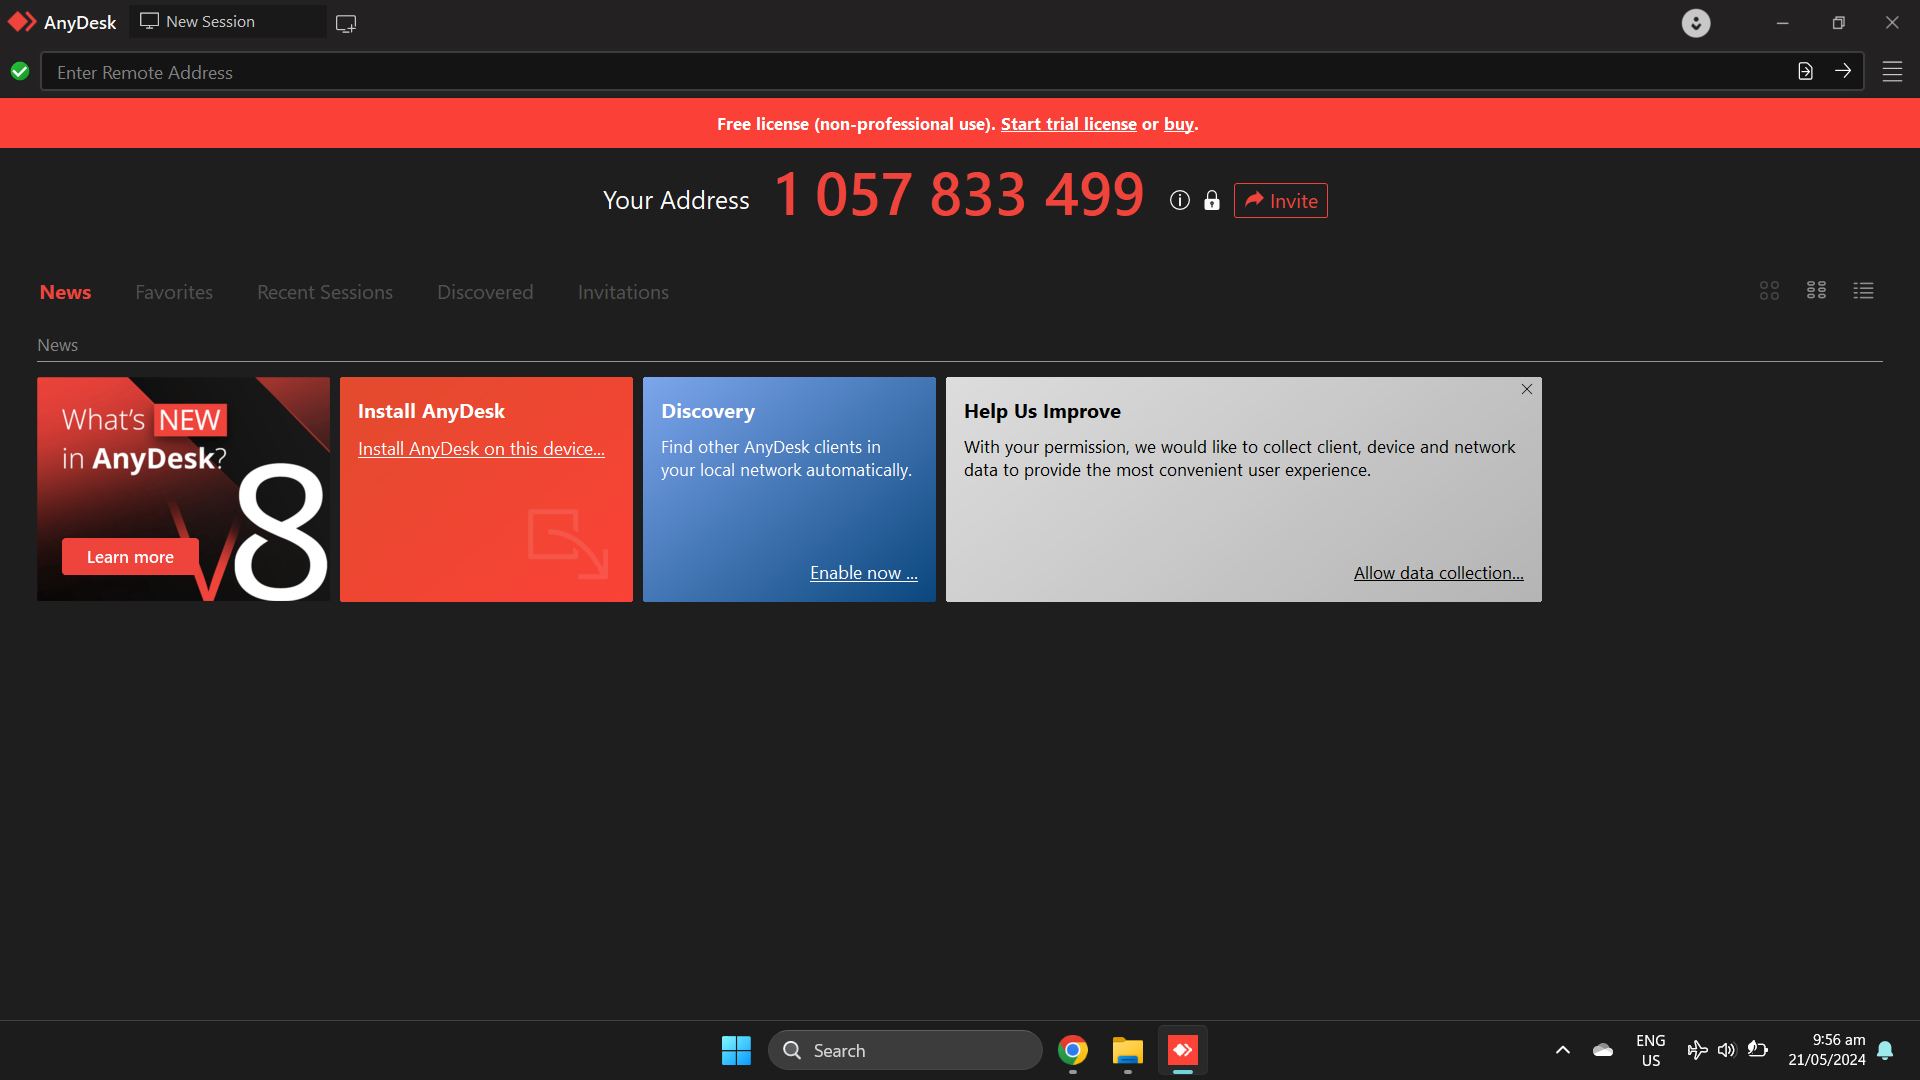 AnyDesk
New Session
Enter Remote Address
Free license (non-professional use). Start trial license or buy.
Your Address 1 057 833 499 Invite
News Favorites Recent Sessions Discovered Invitations
News
What's NEW
in AnyDesk?
V8
Learn more
Install AnyDesk
Install AnyDesk on this device...
Discovery
Find other AnyDesk clients in
your local network automatically.
Enable now ...
Help Us Improve
With your permission, we would like to collect client, device and network
data to provide the most convenient user experience.
Allow data collection...
Search
ENG
US
9:56 am
21/05/2024